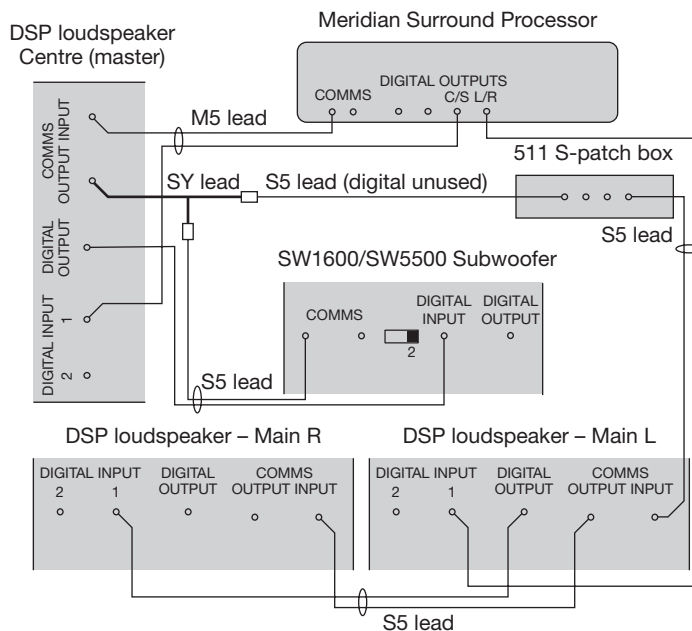 Meridian Surround Processor
DSP loudspeaker
Centre (master)
DIGITAL OUTPUTS
COMMS
C/S L/R
COMMS
OUTPUT INPUT
DIGITAL
OUTPUT
DIGITAL INPUT
1
2
M5 lead
511 S-patch box
SY lead
S5 lead (digital unused)
S5 lead
SW1600/SW5500 Subwoofer
COMMS
DIGITAL
INPUT
DIGITAL
OUTPUT
2
S5 lead
DSP loudspeaker – Main R
DIGITAL INPUT
2 1
DIGITAL
OUTPUT
COMMS
OUTPUT INPUT
DSP loudspeaker – Main L
DIGITAL INPUT
2 1
DIGITAL
OUTPUT
COMMS
OUTPUT INPUT
S5 lead